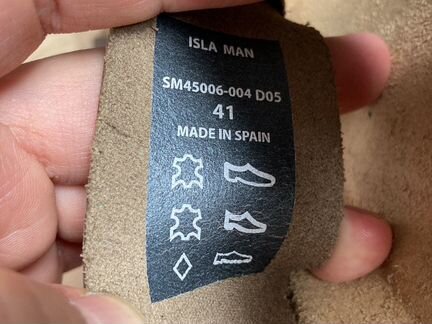 ISLA MAN
SM45006-004 D05
41
MADE IN SPAIN